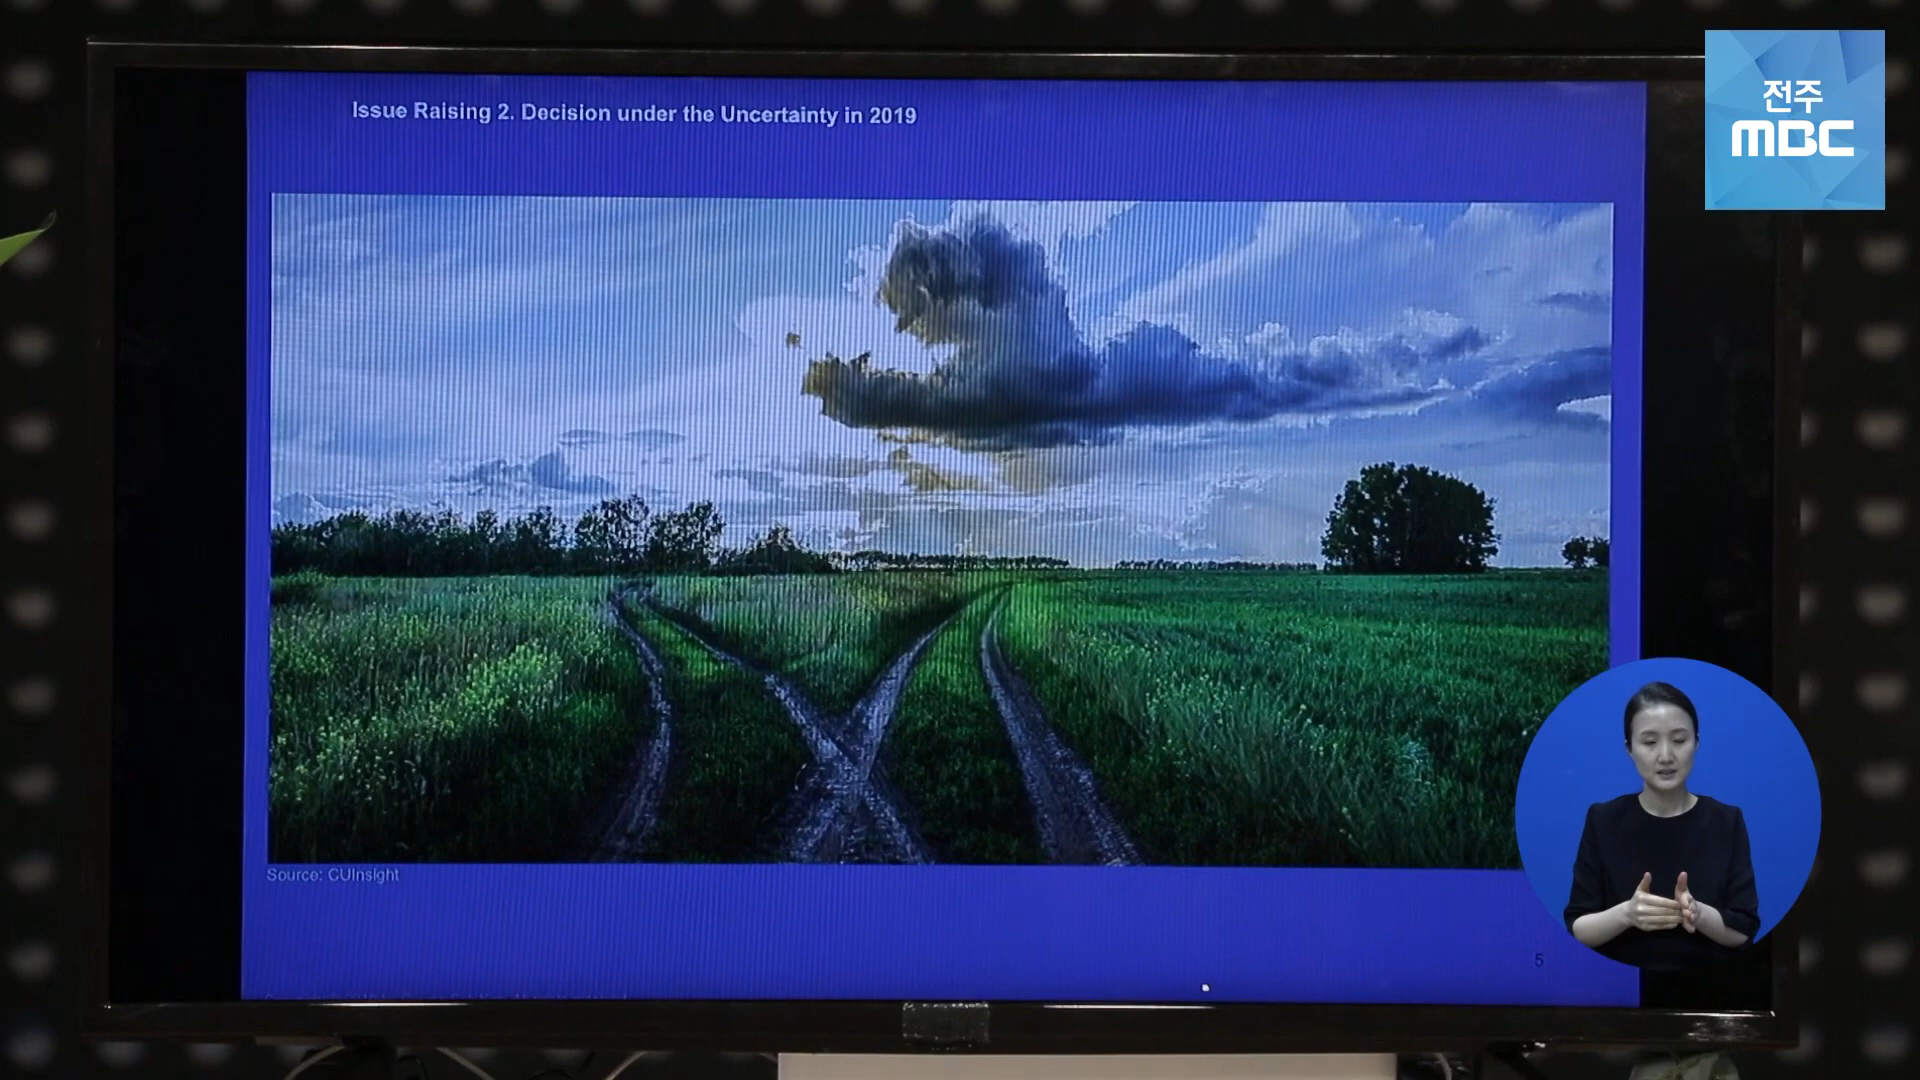 Issue Raising 2. Decision under the Uncertainty in 2019
전주
MBC
Source: CUInsight
5